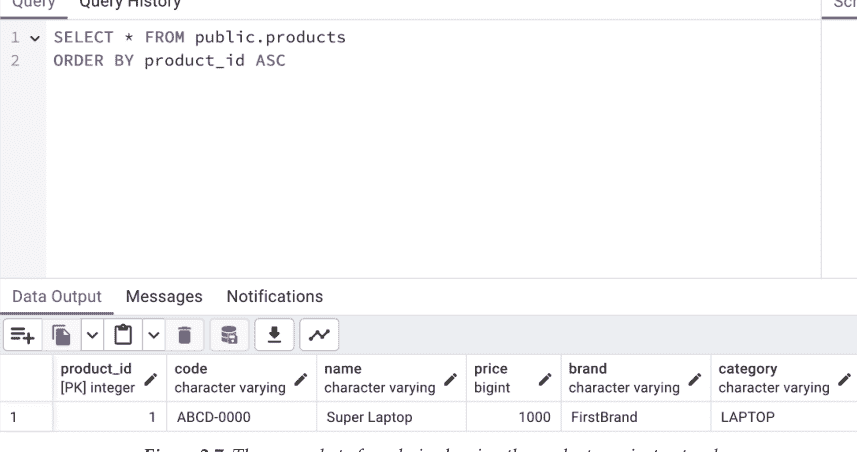 Query Query History
1 SELECT * FROM public.products
2 ORDER BY product_id ASC
Data Output Messages Notifications
product_id code name price brand category
[PK] integer character varying character varying bigint character varying character varying
1 1 ABCD-0000 Super Laptop 1000 FirstBrand LAPTOP